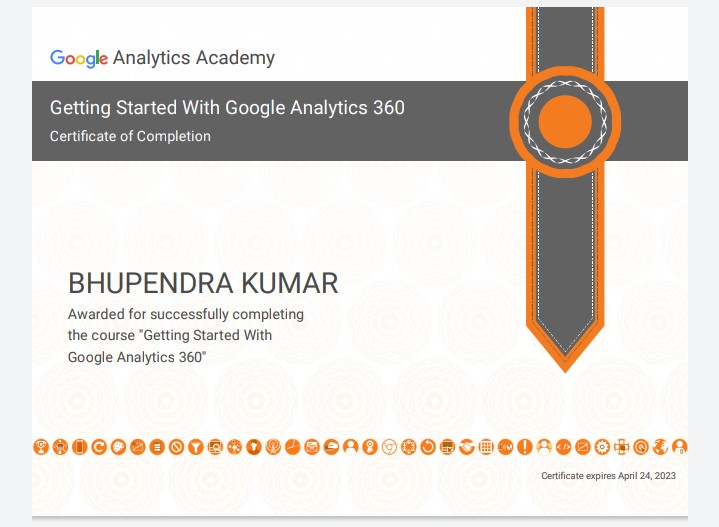 Google Analytics Academy
Getting Started With Google Analytics 360
Certificate of Completion
BHUPENDRA KUMAR
Awarded for successfully completing
the course "Getting Started With
Google Analytics 360"
Certificate expires April 24, 2023